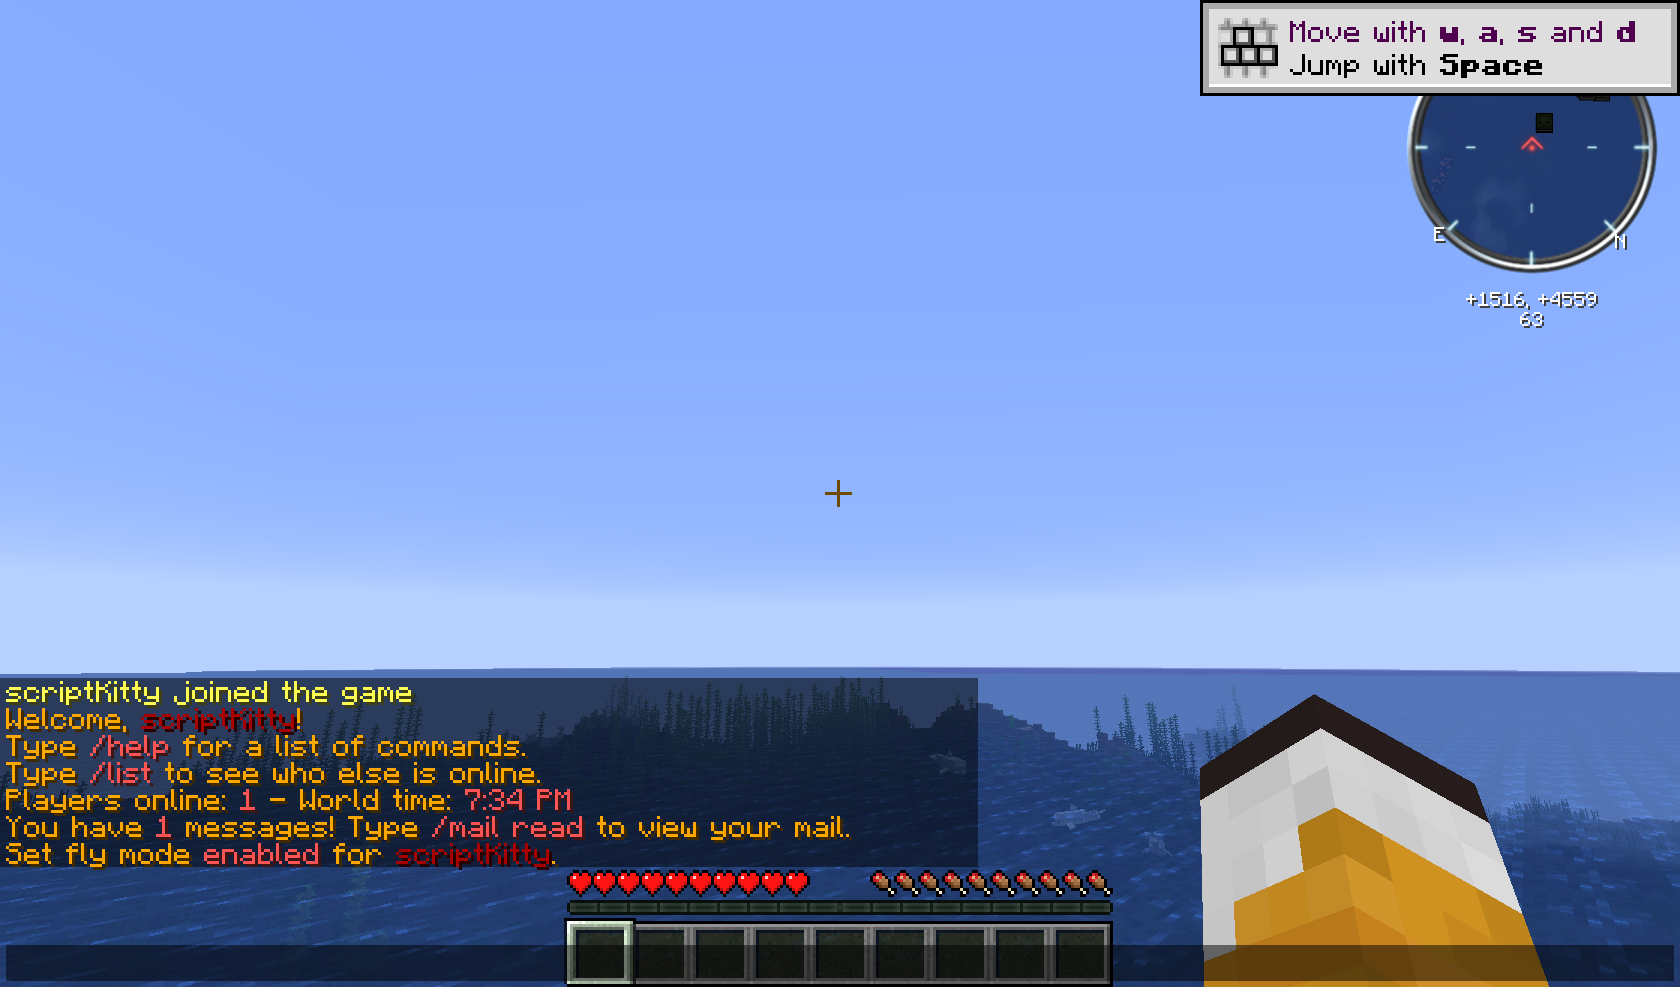 Move with w, a, s and d
Jump with Space
E
N
+1516, +4559
63
scriptKitty joined the game
Welcome, scriptKitty!
Type /help for a list of commands.
Type /list to see who else is online.
Players online: 1 - World time: 7:34 PM
You have 1 messages! Type /mail read to view your mail.
Set fly mode enabled for scriptKitty.